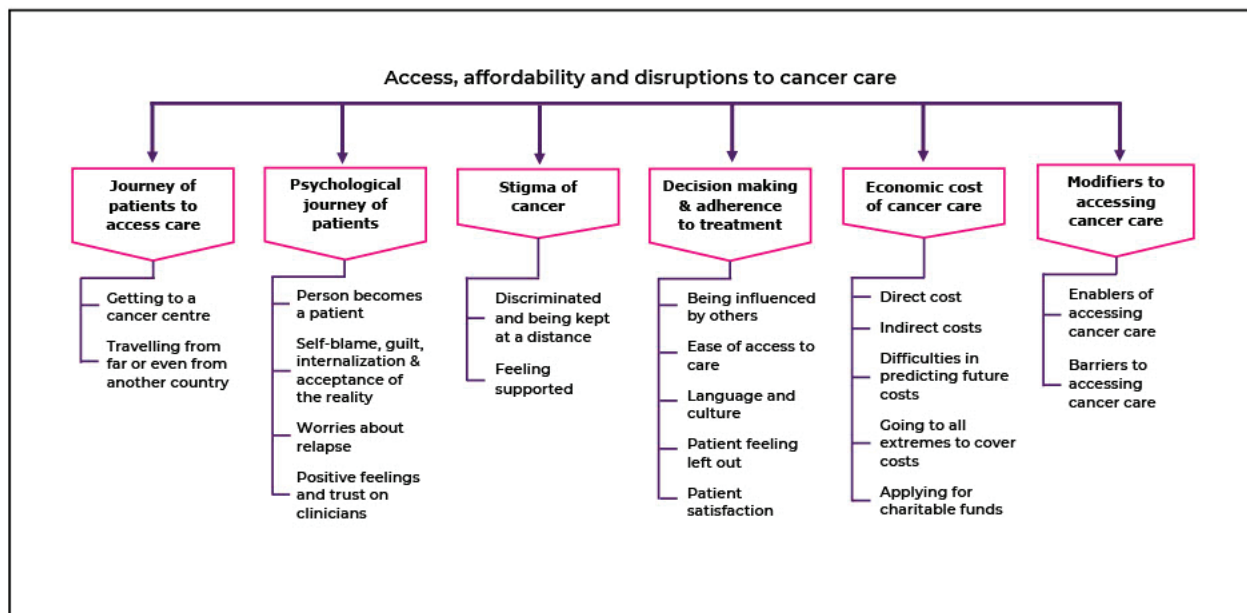 Access, affordability and disruptions to cancer care
Journey of
patients to
access care
Getting to a
cancer centre
Travelling from
far or even from
another country
Psychological
journey of
patients
Person becomes
a patient
Self-blame, guilt,
internalization &
acceptance of
the reality
Worries about
relapse
Positive feelings
and trust on
clinicians
Stigma of
cancer
Discriminated
and being kept
at a distance
Feeling
supported
Decision making
& adherence
to treatment
Being influenced
by others
Ease of access to
care
Language and
culture
Patient feeling
left out
Patient
satisfaction
Economic cost
of cancer care
Direct cost
Indirect costs
Difficulties in
predicting future
costs
Going to all
extremes to cover
costs
Applying for
charitable funds
Modifiers to
accessing
cancer care
Enablers of
accessing
cancer care
Barriers to
accessing
cancer care